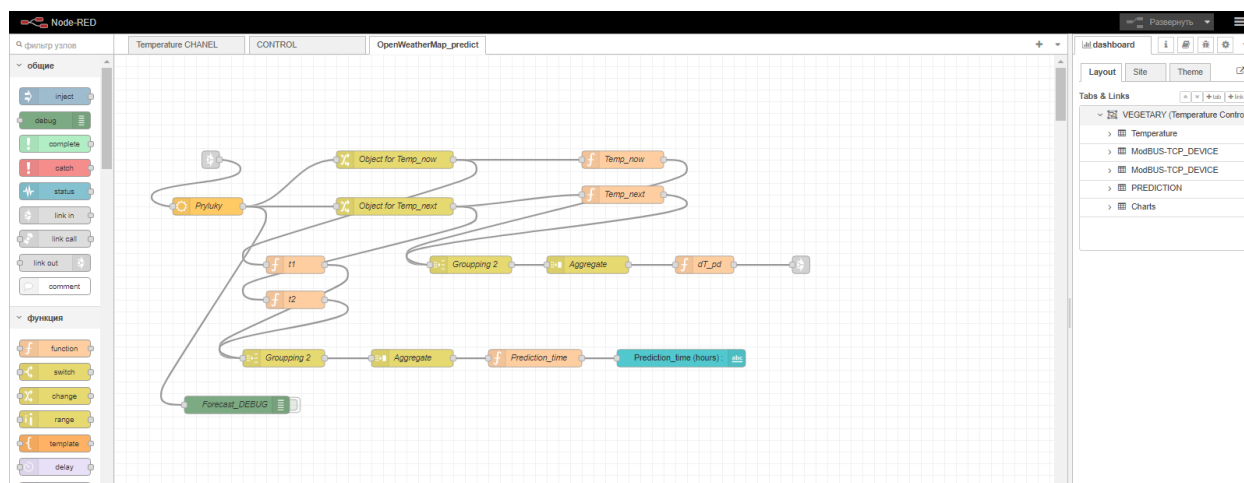 Node-RED
Развернуть
фильтр узлов
Temperature CHANEL
CONTROL
OpenWeatherMap_predict
dashboard
i
общие
inject
debug
complete
catch
status
link in
link call
link out
comment
функция
function
switch
change
range
template
delay
Object for Temp_now
Temp_now
Pryluky
Object for Temp_next
Temp_next
t1
Groupping 2
Aggregate
dT_pd
t2
Groupping 2
Aggregate
Prediction_time
Prediction_time (hours) :
abc
Forecast_DEBUG
Layout
Site
Theme
Tabs & Links
+ tab
+ link
VEGETARY (Temperature Contro
Temperature
ModBUS-TCP_DEVICE
ModBUS-TCP_DEVICE
PREDICTION
Charts